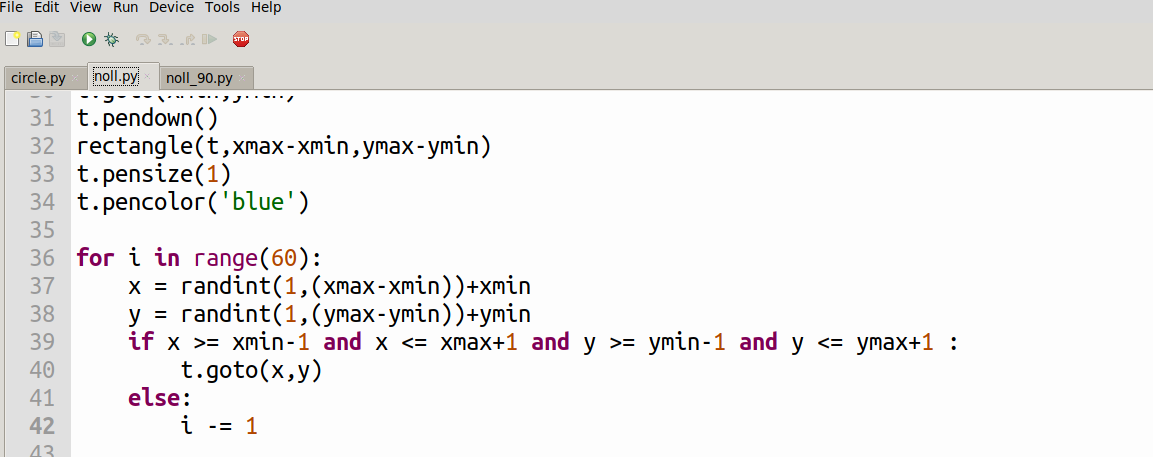 File Edit View Run Device Tools Help
STOP
circle.py noll.py noll_90.py
31 t.pendown()
32 rectangle(t,xmax-xmin,ymax-ymin)
33 t.pensize(1)
34 t.pencolor('blue')
35
36 for i in range(60):
37 x = randint(1,(xmax-xmin))+xmin
38 y = randint(1,(ymax-ymin))+ymin
39 if x >= xmin-1 and x <= xmax+1 and y >= ymin-1 and y <= ymax+1 :
40 t.goto(x,y)
41 else:
42 i -= 1
43